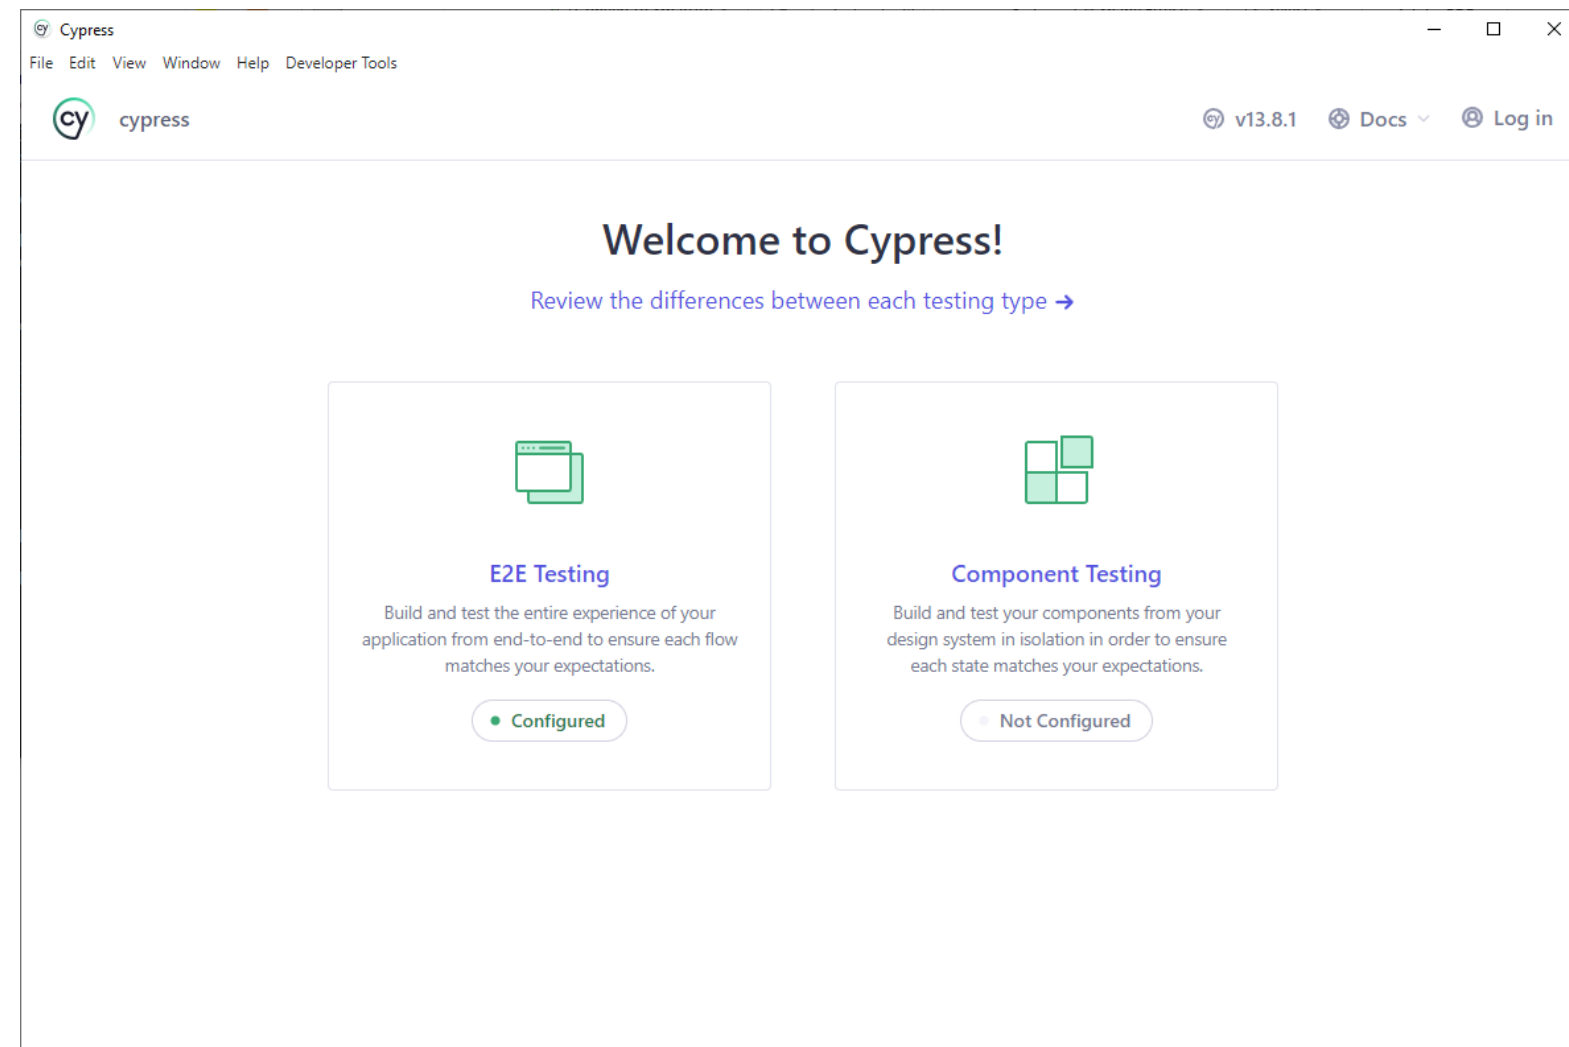 Cypress
File Edit View Window Help Developer Tools
cy cypress v13.8.1 Docs Log in
Welcome to Cypress!
Review the differences between each testing type →
E2E Testing
Build and test the entire experience of your
application from end-to-end to ensure each flow
matches your expectations.
Configured
Component Testing
Build and test your components from your
design system in isolation in order to ensure
each state matches your expectations.
Not Configured